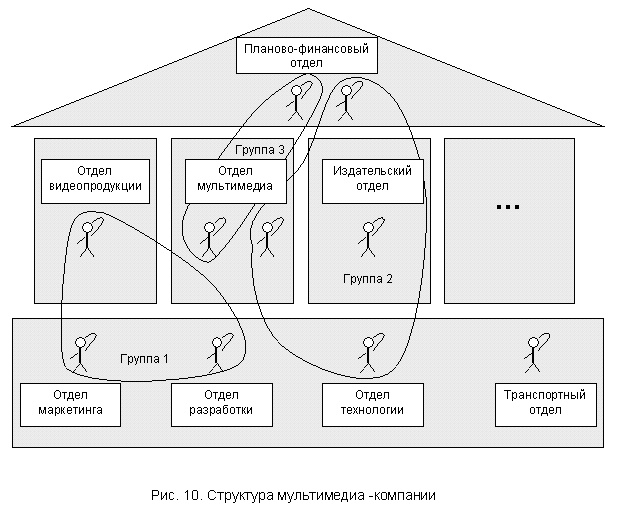 Планово-финансовый
отдел
Группа 3
Отдел
видеопродукции
Отдел
мультимедиа
Издательский
отдел
...
Группа 2
Группа 1
Отдел
маркетинга
Отдел
разработки
Отдел
технологии
Транспортный
отдел
Рис. 10. Структура мультимедиа -компании